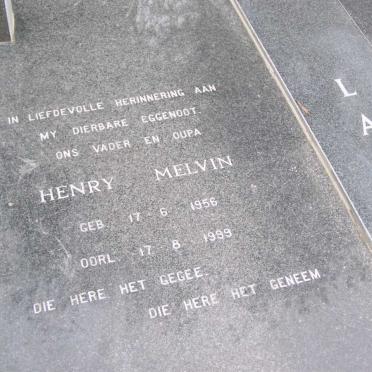 IN LIEFDEVOLLE HERINNERING AAN
MY DIERBARE EGGENOOT.
ONS VADER EN OUPA
HENRY MELVIN
GEB 17.6.1956
OORL 17.8.1999
DIE HERE HET GEGEE.
DIE HERE HET GENEEM
L
A